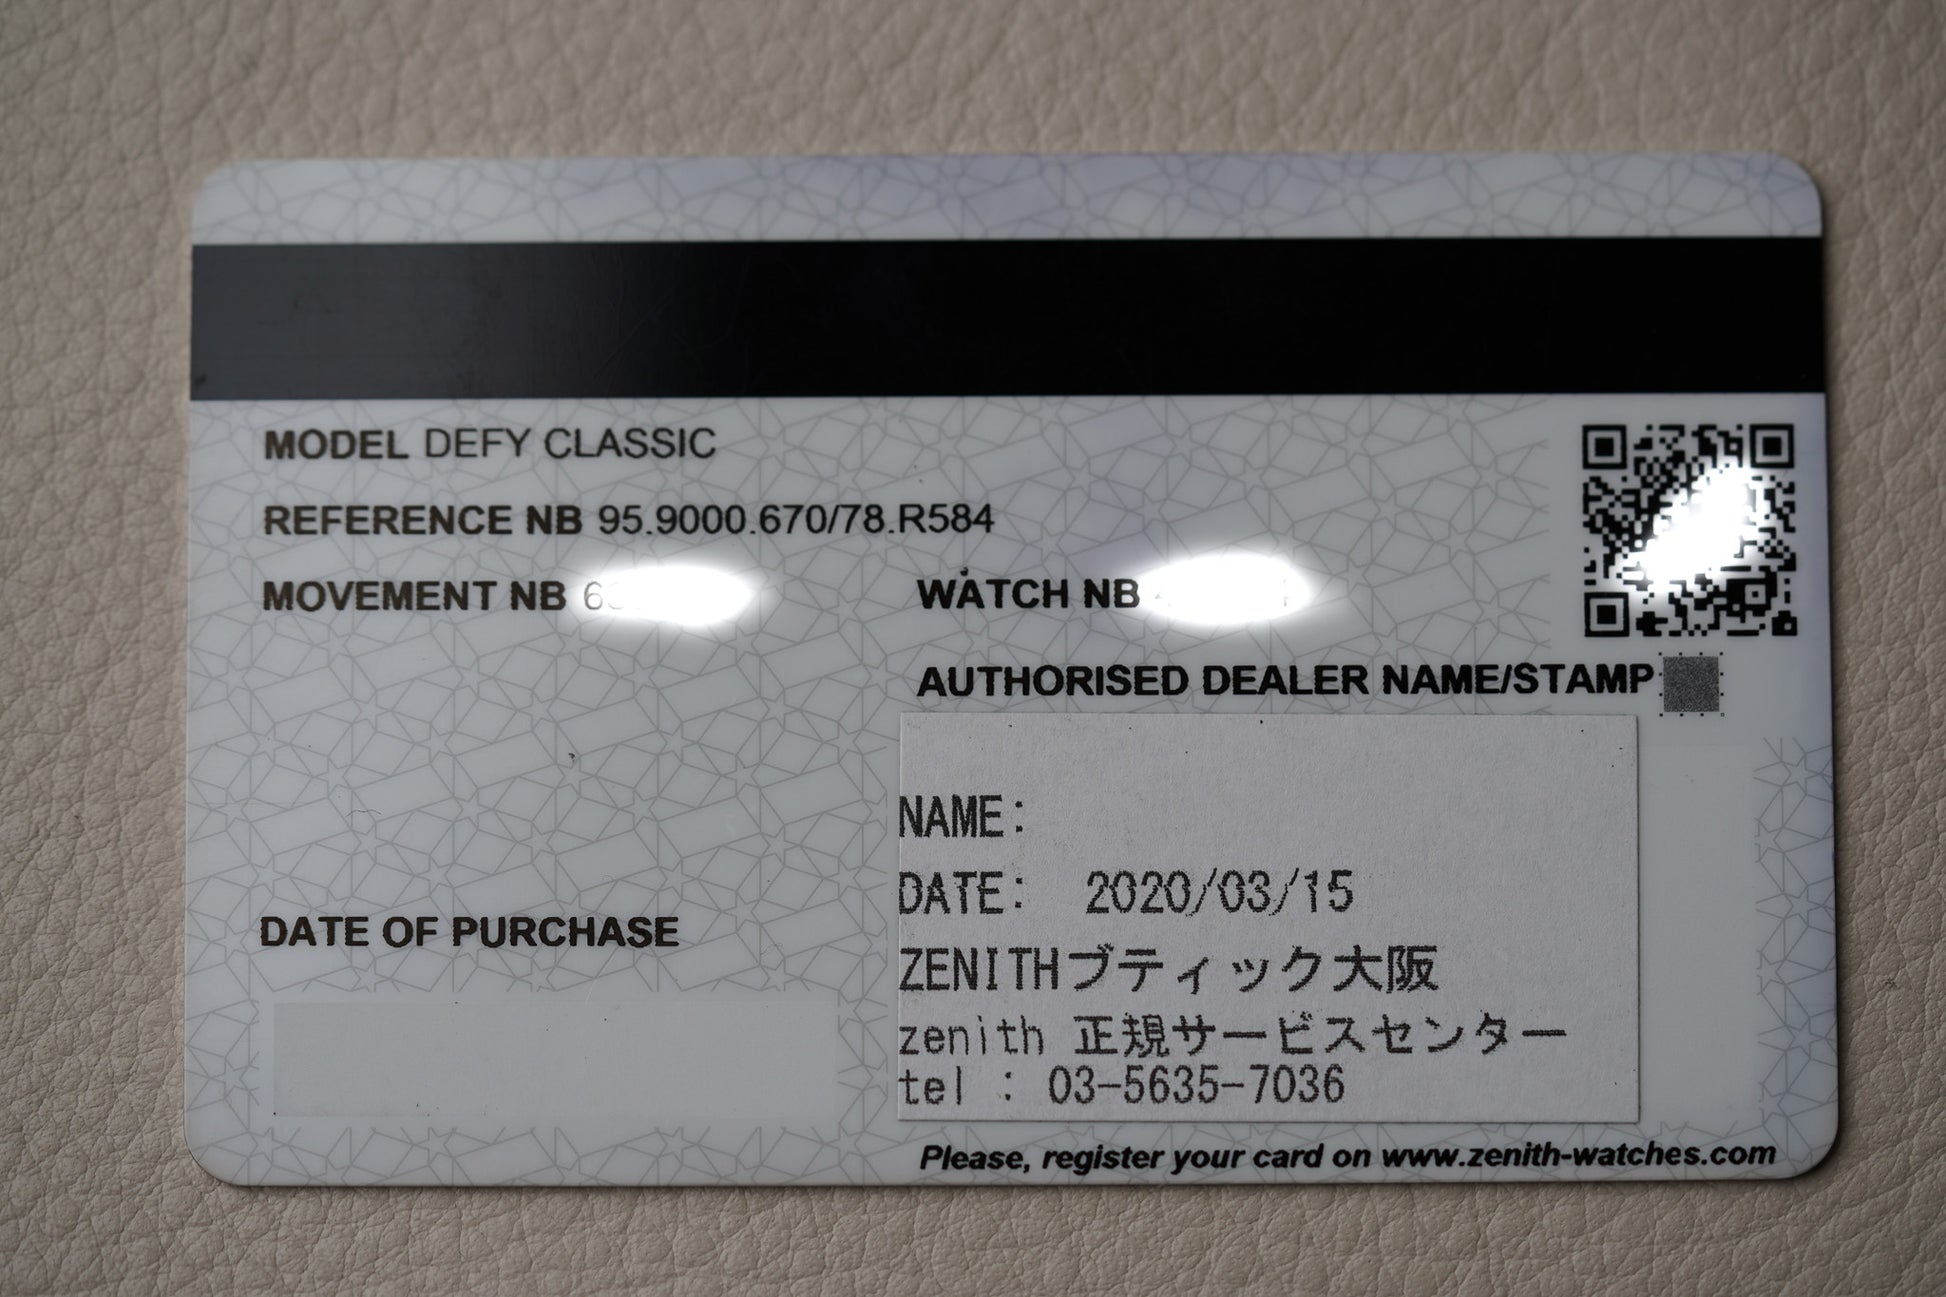 MODEL DEFY CLASSIC
REFERENCE NB 95.9000.670/78.R584
MOVEMENT NB
WATCH NB
AUTHORISED DEALER NAME/STAMP
NAME:
DATE: 2020/03/15
ZENITHブティック大阪
zenith 正規サービスセンター
tel : 03-5635-7036
DATE OF PURCHASE
Please, register your card on www.zenith-watches.com